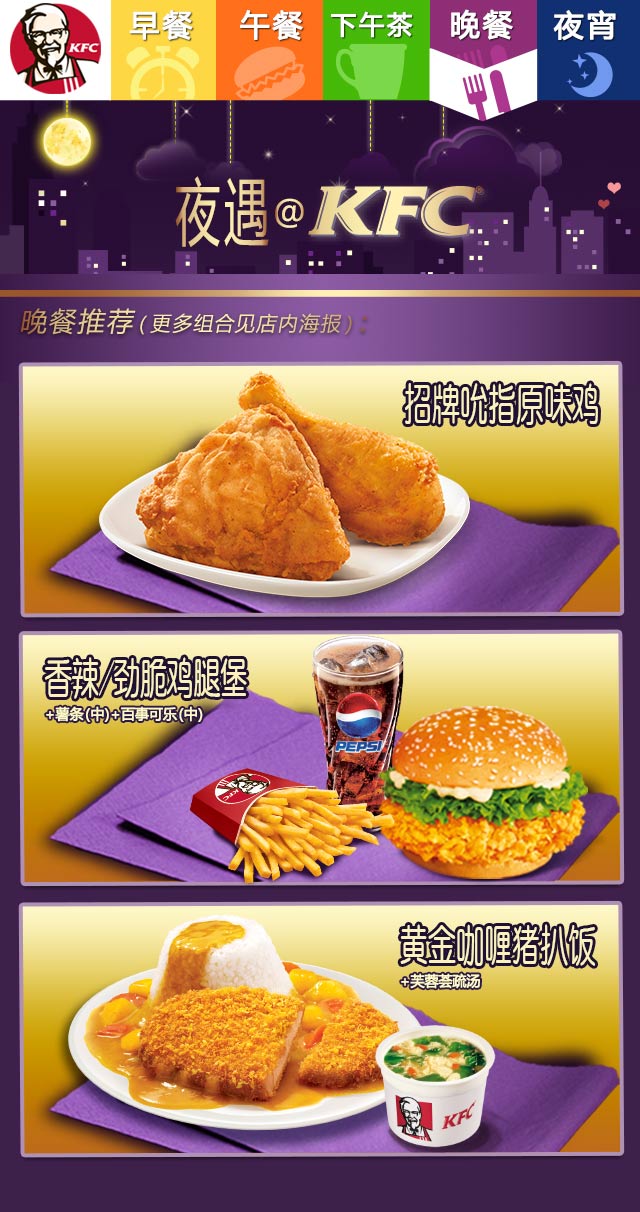 KFC
早餐
午餐
下午茶
晚餐
夜宵
夜遇@KFC®
晚餐推荐(更多组合见店内海报):
招牌吮指原味鸡
香辣/劲脆鸡腿堡
+薯条(中)+百事可乐(中)
PEPSI
KFC
黄金咖喱猪扒饭
+芙蓉荟疏汤
KFC